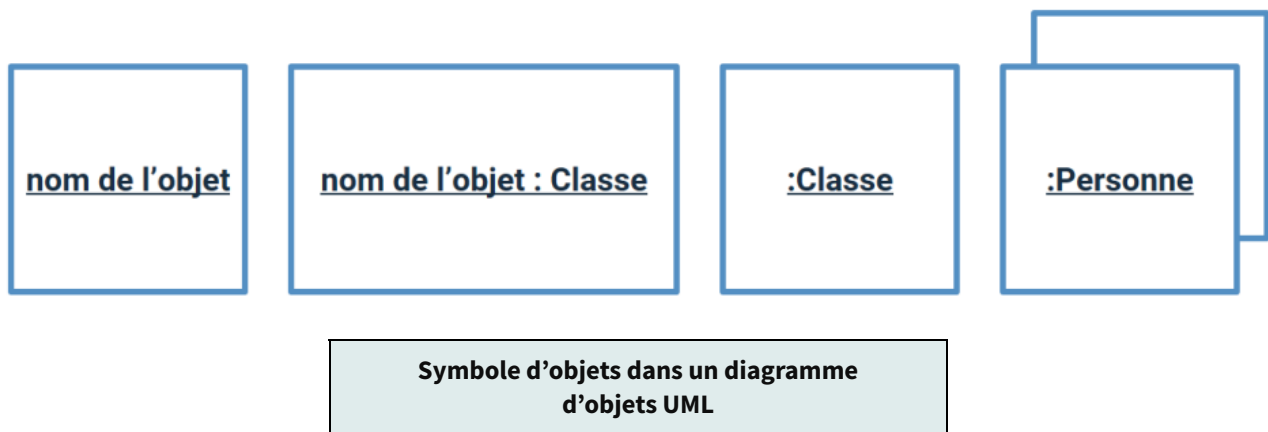 nom de l’objet
nom de l’objet : Classe
:Classe
:Personne
Symbole d’objets dans un diagramme
d’objets UML